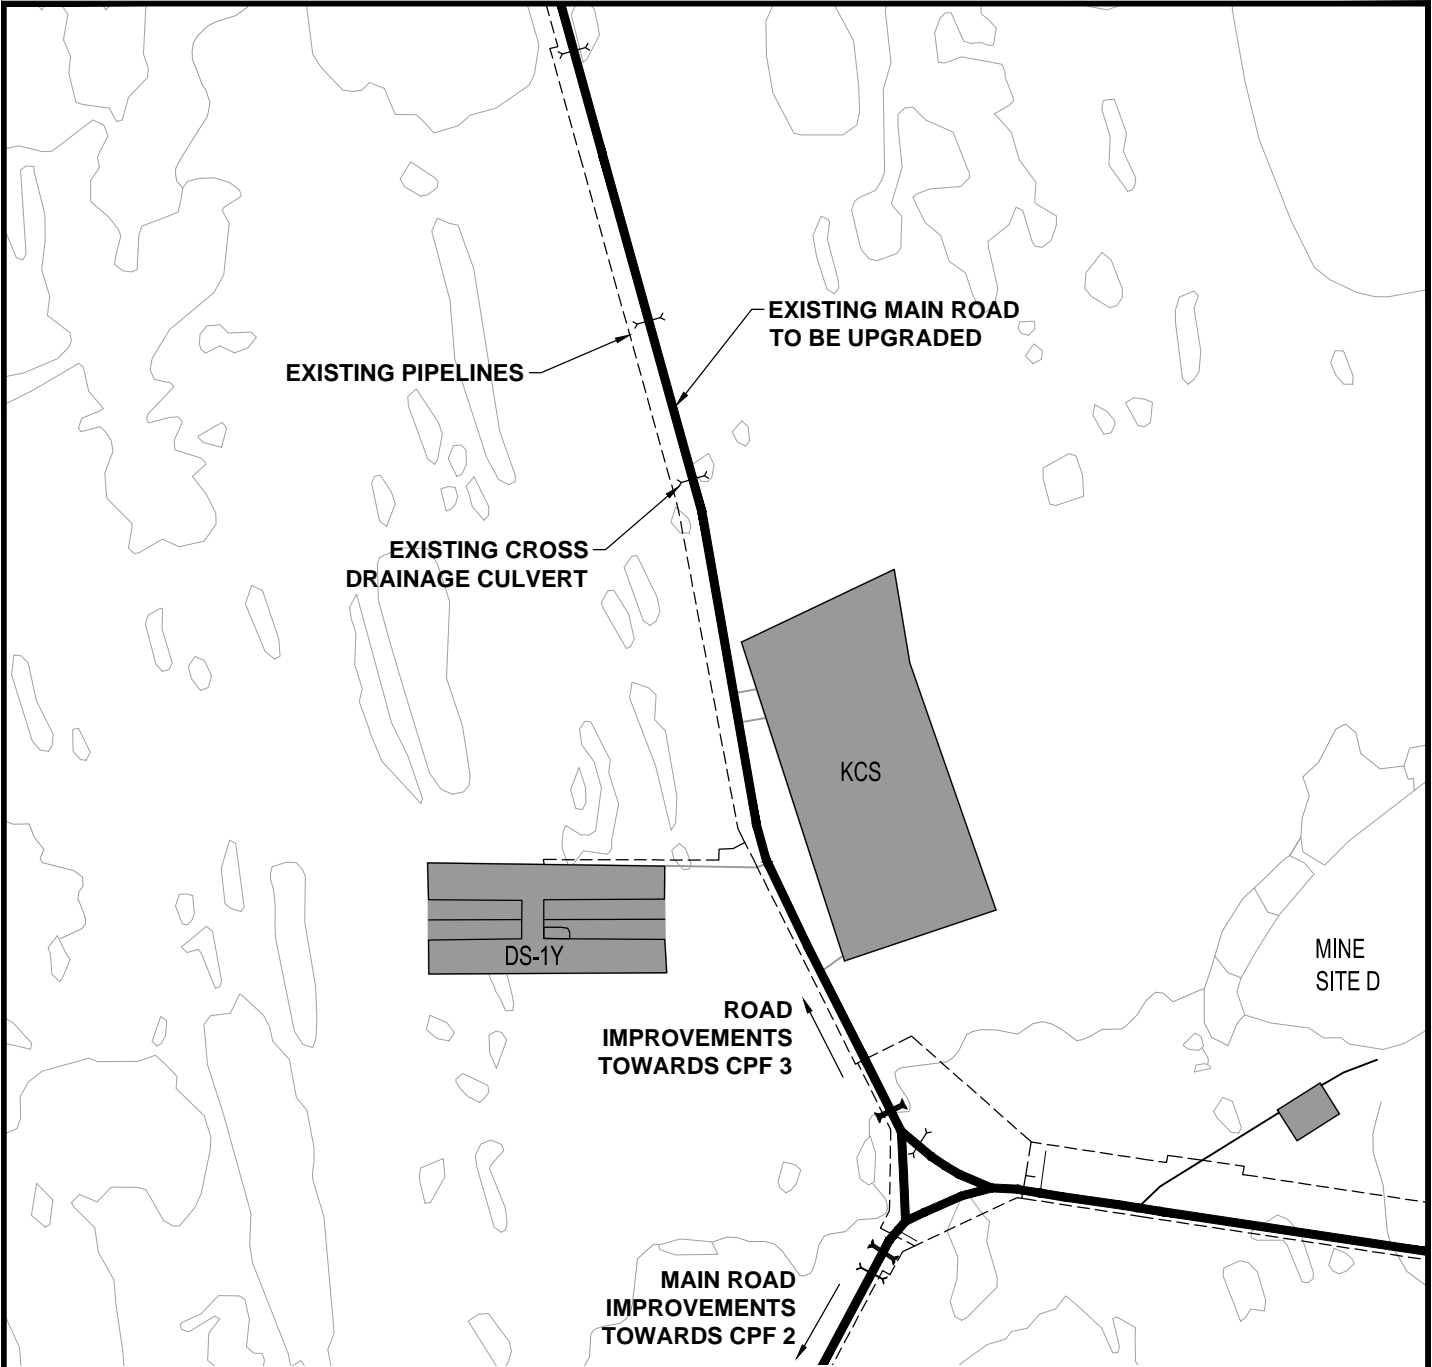 EXISTING MAIN ROAD
TO BE UPGRADED
EXISTING PIPELINES
EXISTING CROSS
DRAINAGE CULVERT
KCS
DS-1Y
MINE
SITE D
ROAD
IMPROVEMENTS
TOWARDS CPF 3
MAIN ROAD
IMPROVEMENTS
TOWARDS CPF 2